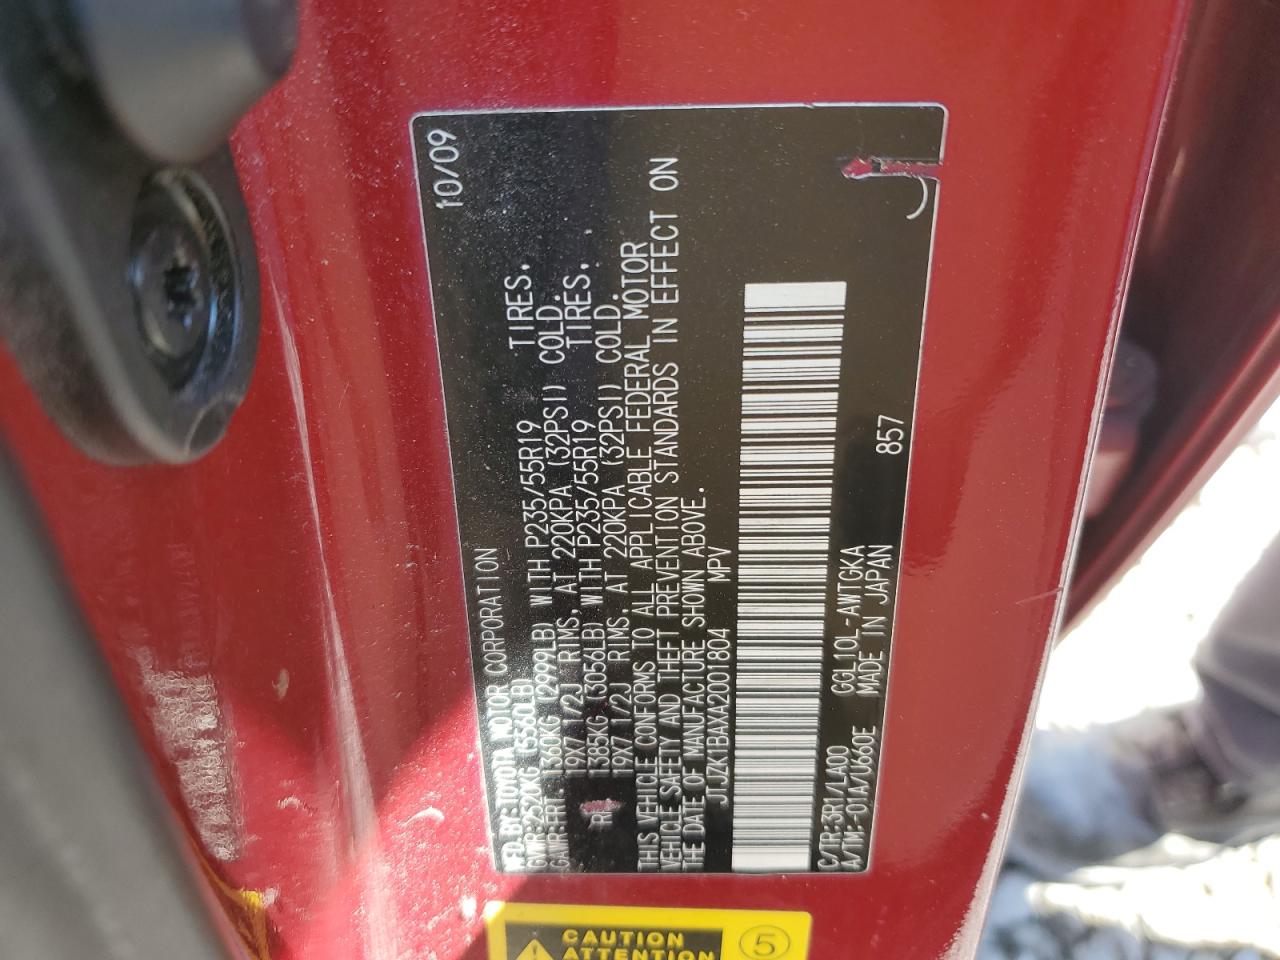 10/09
MFD.BY:TOYOTA MOTOR CORPORATION
GVWR:2520KG (5560LB)
GAWR:FRT 1360KG (2999LB) WITH P235/55R19 TIRES,
19X7 1/2J RIMS, AT 220KPA (32PSI) COLD.
RR 1385KG (3056LB) WITH P235/55R19 TIRES,
19X7 1/2J RIMS, AT 220KPA (32PSI) COLD.
THIS VEHICLE CONFORMS TO ALL APPLICABLE FEDERAL MOTOR
VEHICLE SAFETY AND THEFT PREVENTION STANDARDS IN EFFECT ON
THE DATE OF MANUFACTURE SHOWN ABOVE.
JTJZK1BAXA2001804 MPV
C/TR:3R1/LA00 GGL10L-AWTGKA 857
A/TM:-01A/U660E MADE IN JAPAN
CAUTION
ATTENTION
5